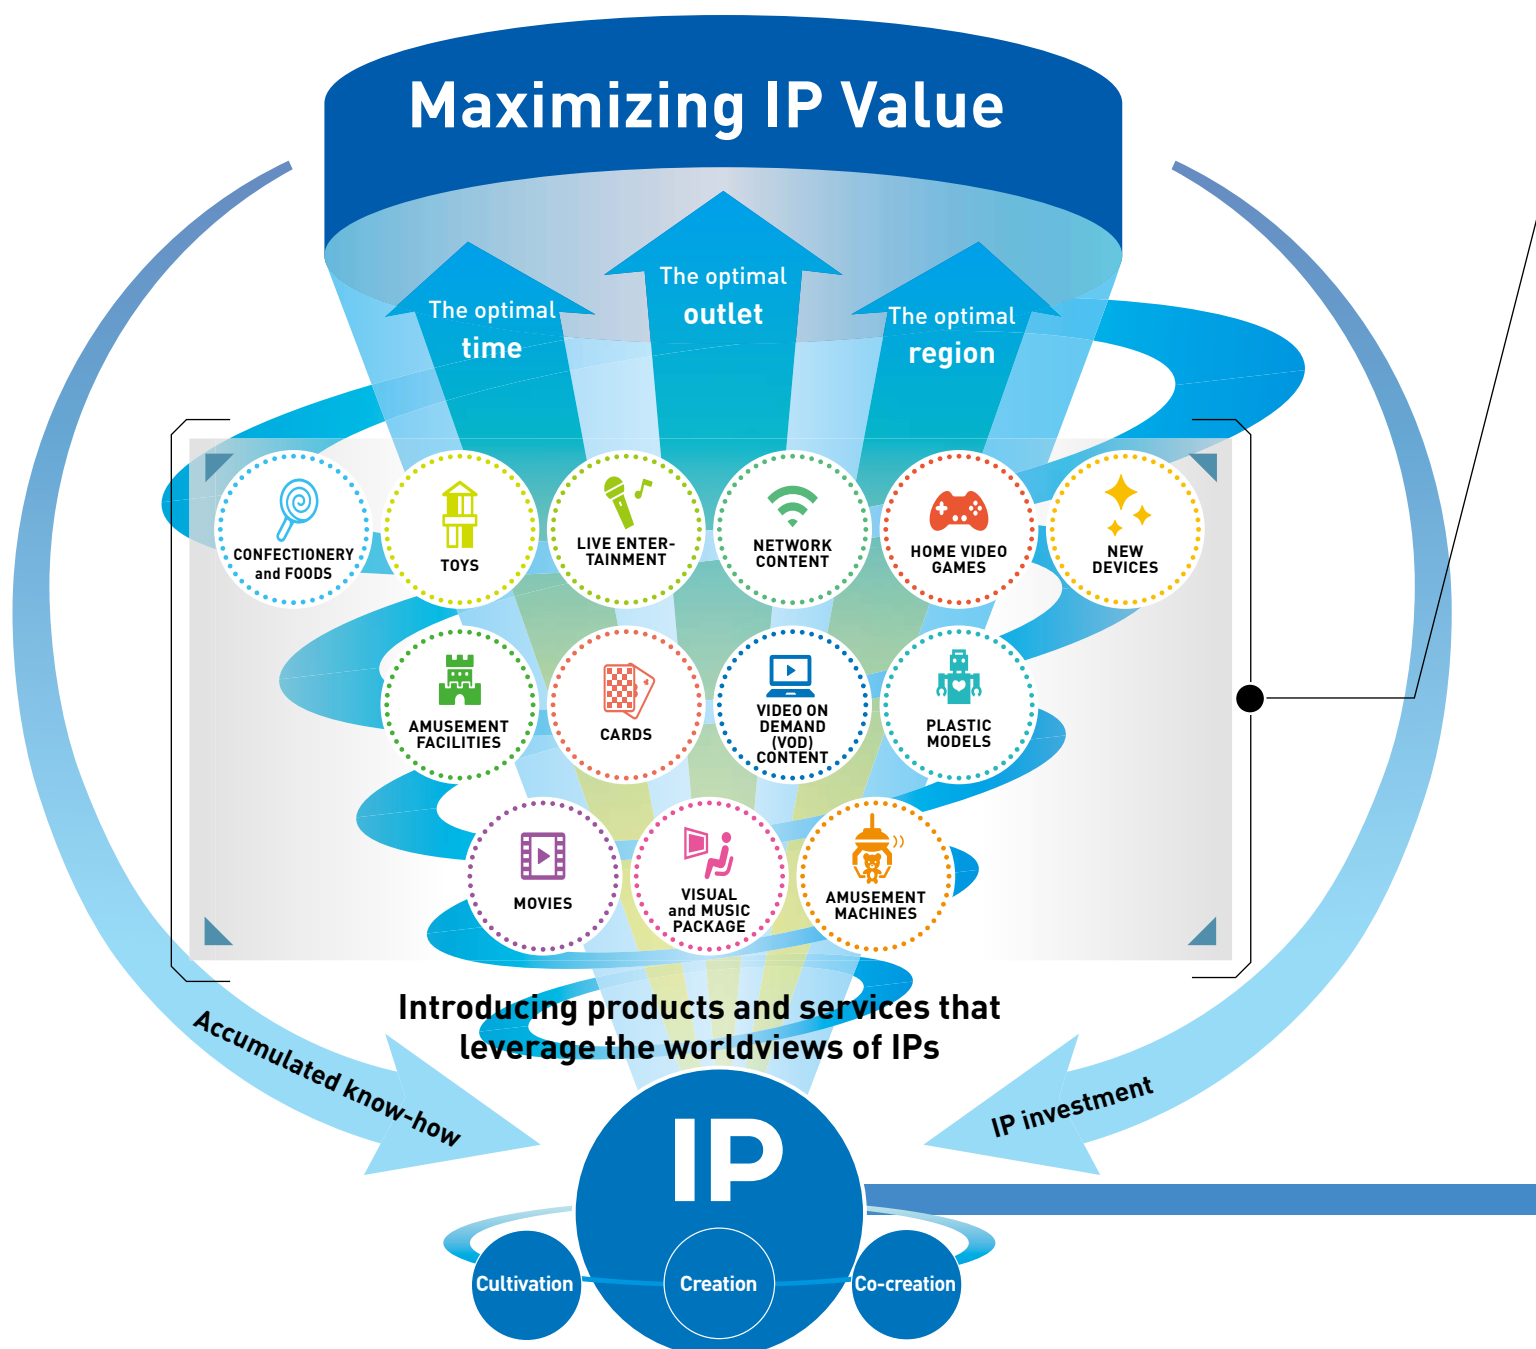 Maximizing IP Value
The optimal
time
The optimal
outlet
The optimal
region
CONFECTIONERY
and FOODS
TOYS
LIVE ENTER-
TAINMENT
NETWORK
CONTENT
HOME VIDEO
GAMES
NEW
DEVICES
AMUSEMENT
FACILITIES
CARDS
VIDEO ON
DEMAND
(VOD)
CONTENT
PLASTIC
MODELS
MOVIES
VISUAL
and MUSIC
PACKAGE
AMUSEMENT
MACHINES
Introducing products and services that
leverage the worldviews of IPs
Accumulated know-how
IP investment
IP
Cultivation
Creation
Co-creation